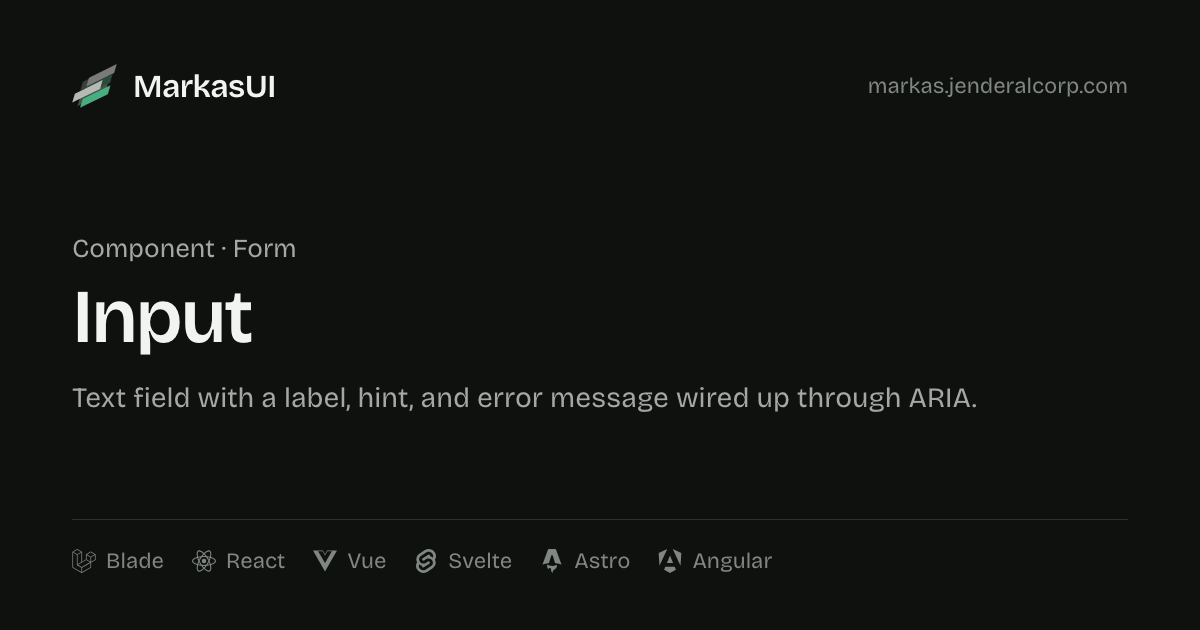 MarkasUI
markas.jenderalcorp.com
Component · Form
Input
Text field with a label, hint, and error message wired up through ARIA.
Blade React Vue Svelte Astro Angular